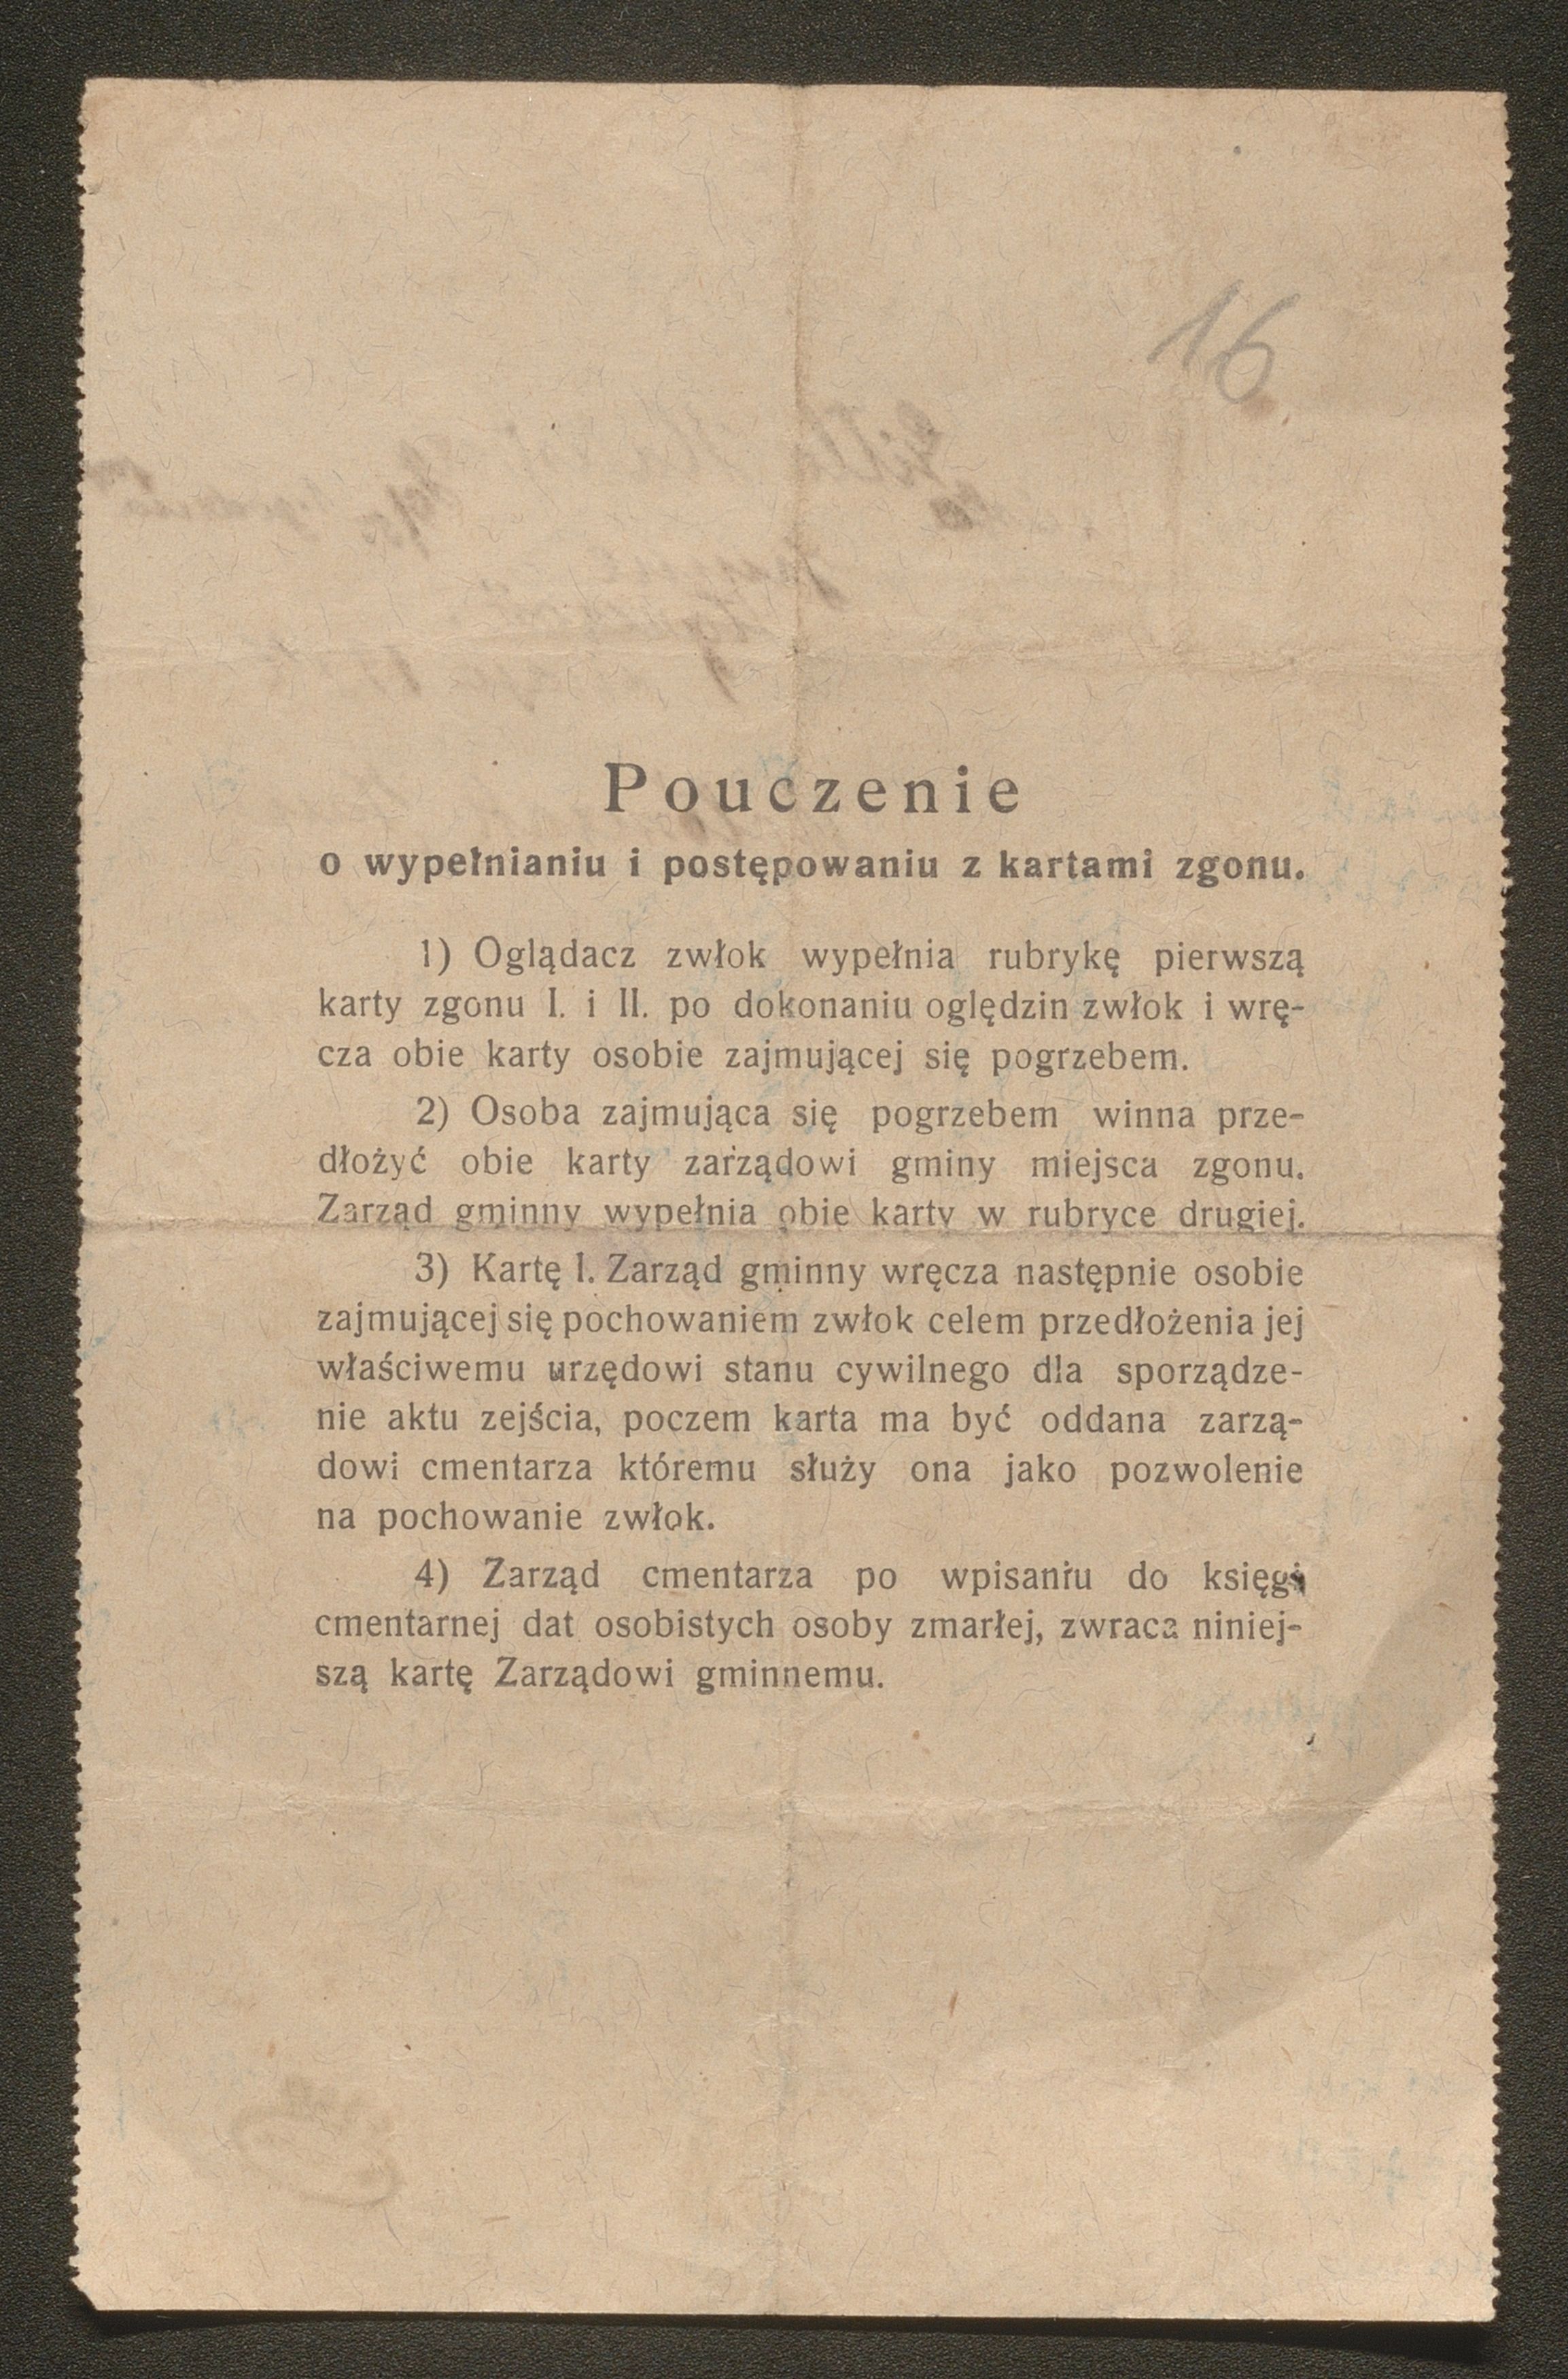 16
Pouczenie
o wypełnianiu i postępowaniu z kartami zgonu.
1) Oglądacz zwłok wypełnia rubrykę pierwszą
karty zgonu I. i II. po dokonaniu oględzin zwłok i wrę-
cza obie karty osobie zajmującej się pogrzebem.
2) Osoba zajmująca się pogrzebem winna prze-
dłożyć obie karty zarządowi gminy miejsca zgonu.
Zarząd gminny wypełnia obie karty w rubryce drugiej.
3) Kartę I. Zarząd gminny wręcza następnie osobie
zajmującej się pochowaniem zwłok celem przedłożenia jej
właściwemu urzędowi stanu cywilnego dla sporządze-
nie aktu zejścia, poczem karta ma być oddana zarzą-
dowi cmentarza któremu służy ona jako pozwolenie
na pochowanie zwłok.
4) Zarząd cmentarza po wpisaniu do księgi
cmentarnej dat osobistych osoby zmarłej, zwraca niniej-
szą kartę Zarządowi gminnemu.